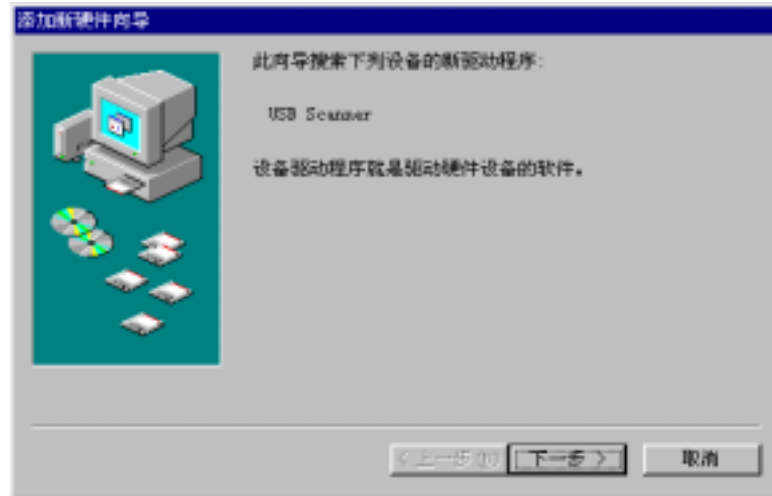 添加新硬件向导
此向导搜索下列设备的新驱动程序:
USB Scanner
设备驱动程序就是驱动硬件设备的软件。
< 上一步(B) 下一步 > 取消